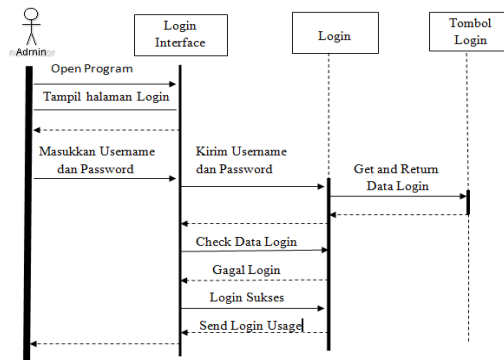 Login
Interface
Login
Tombol
Login
Admin
Open Program
Tampil halaman Login
Masukkan Username
dan Password
Kirim Username
dan Password
Get and Return
Data Login
Check Data Login
Gagal Login
Login Sukses
Send Login Usage